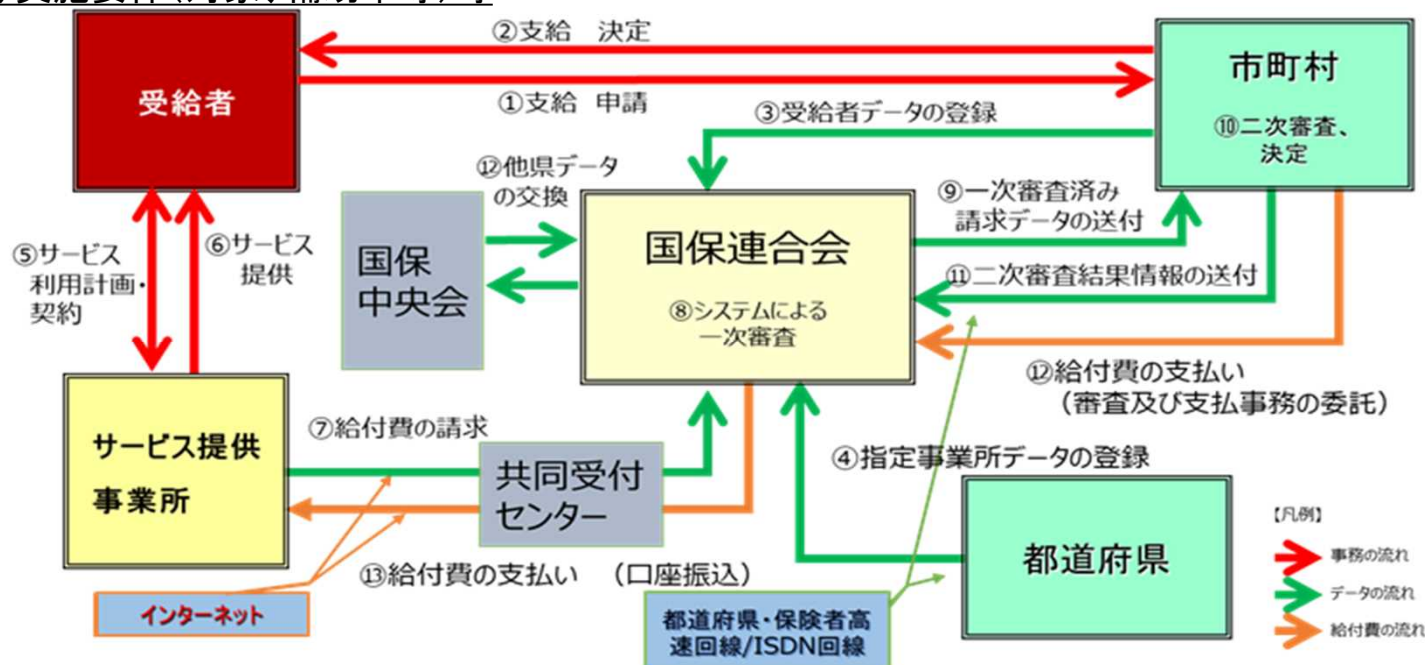 ②支給 決定
受給者
①支給 申請
市町村
⑩二次審査、
決定
③受給者データの登録
⑫他県データ
の交換
⑨一次審査済み
請求データの送付
⑤サービス
利用計画・
契約
⑥サービス
提供
国保
中央会
国保連合会
⑧システムによる
一次審査
⑪二次審査結果情報の送付
⑫給付費の支払い
(審査及び支払事務の委託)
サービス提供
事業所
⑦給付費の請求
共同受付
センター
④指定事業所データの登録
都道府県
⑬給付費の支払い (口座振込)
インターネット
都道府県・保険者高
速回線/ISDN回線
【凡例】
事務の流れ
データの流れ
給付費の流れ